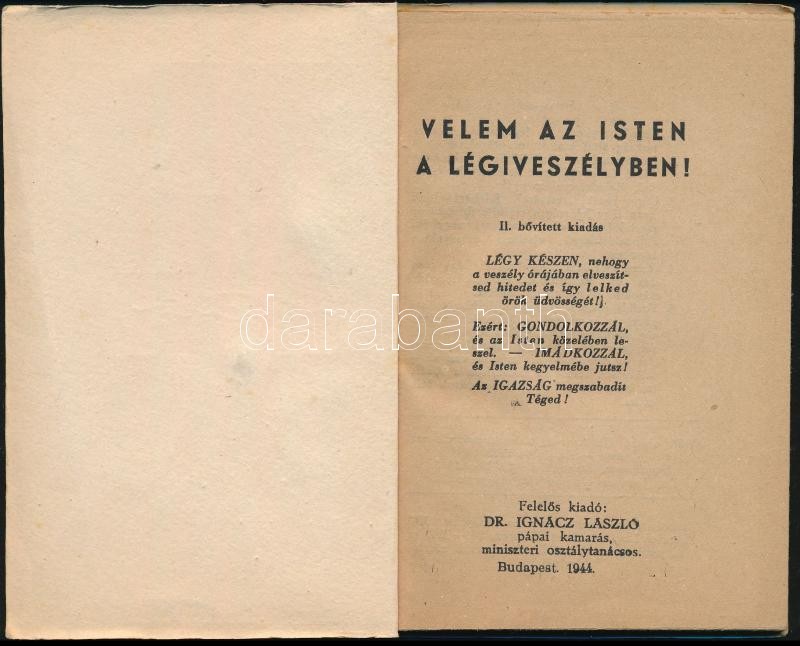 VELEM AZ ISTEN
A LÉGIVESZÉLYBEN!
II. bővített kiadás
LÉGY KÉSZEN, nehogy
a veszély órájában elveszít-
sed hitedet és így lelked
örök üdvösségét!
darabanth
Ezért: GONDOLKOZZÁL,
és az Isten közelében le-
szel. — IMÁDKOZZÁL,
és Isten kegyelmébe jutsz!
Az IGAZSÁG megszabadit
Téged!
Felelős kiadó:
DR. IGNÁCZ LÁSZLÓ
pápai kamarás,
miniszteri osztálytanácsos.
Budapest. 1944.